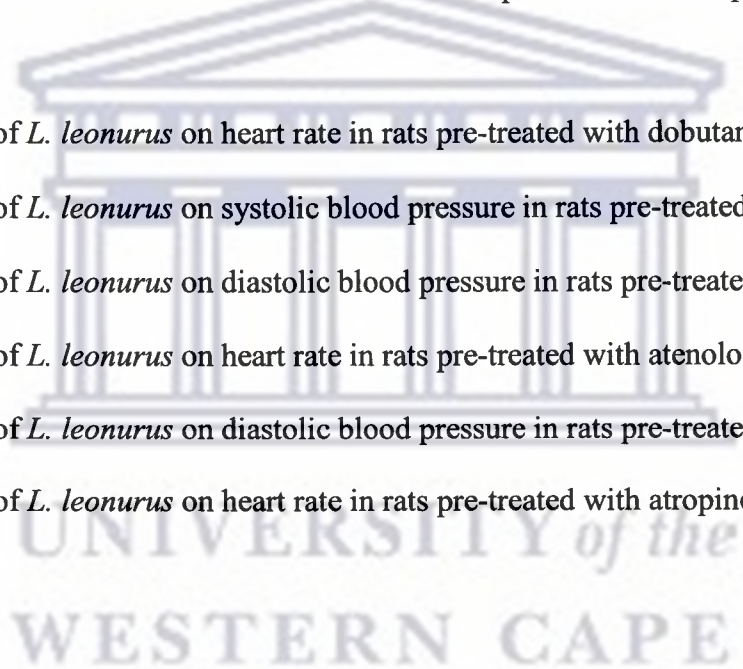 of L. leonurus on heart rate in rats pre-treated with dobutam
of L. leonurus on systolic blood pressure in rats pre-treated
of L. leonurus on diastolic blood pressure in rats pre-treate
of L. leonurus on heart rate in rats pre-treated with atenolo
of L. leonurus on diastolic blood pressure in rats pre-treate
of L. leonurus on heart rate in rats pre-treated with atropine
UNIVERSITY of the
WESTERN CAPE